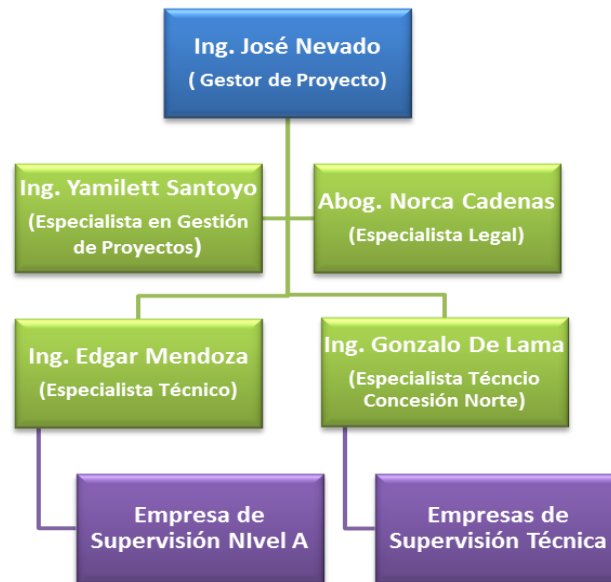 Ing. José Nevado
( Gestor de Proyecto)
Ing. Yamilett Santoyo
(Especialista en Gestión
de Proyectos)
Abog. Norca Cadenas
(Especialista Legal)
Ing. Edgar Mendoza
(Especialista Técnico)
Ing. Gonzalo De Lama
(Especialista Técncio
Concesión Norte)
Empresa de
Supervisión NIvel A
Empresas de
Supervisión Técnica